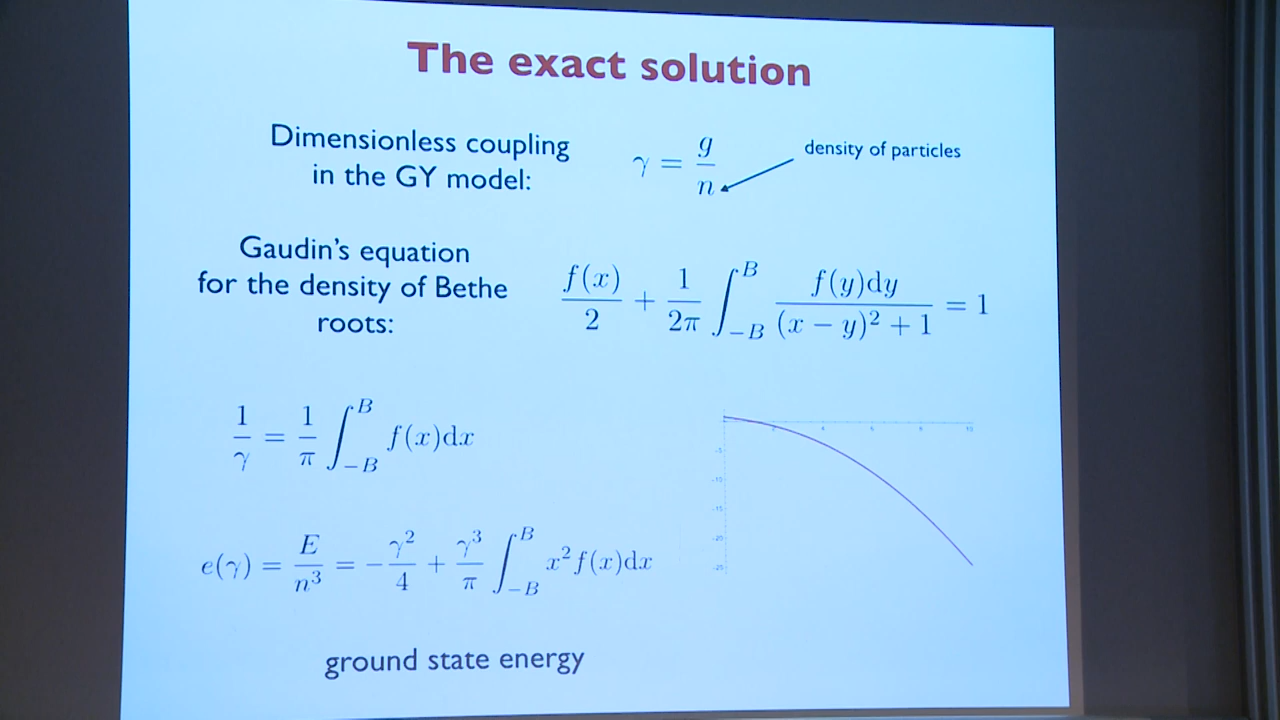 The exact solution
Dimensionless coupling
in the GY model:
γ = g/n
density of particles
Gaudin's equation
for the density of Bethe
roots:
f(x)/2 + 1/2π ∫_{-B}^{B} f(y)dy/((x − y)² + 1) = 1
1/γ = 1/π ∫_{-B}^{B} f(x)dx
e(γ) = E/n³ = −γ²/4 + γ³/π ∫_{-B}^{B} x² f(x)dx
ground state energy